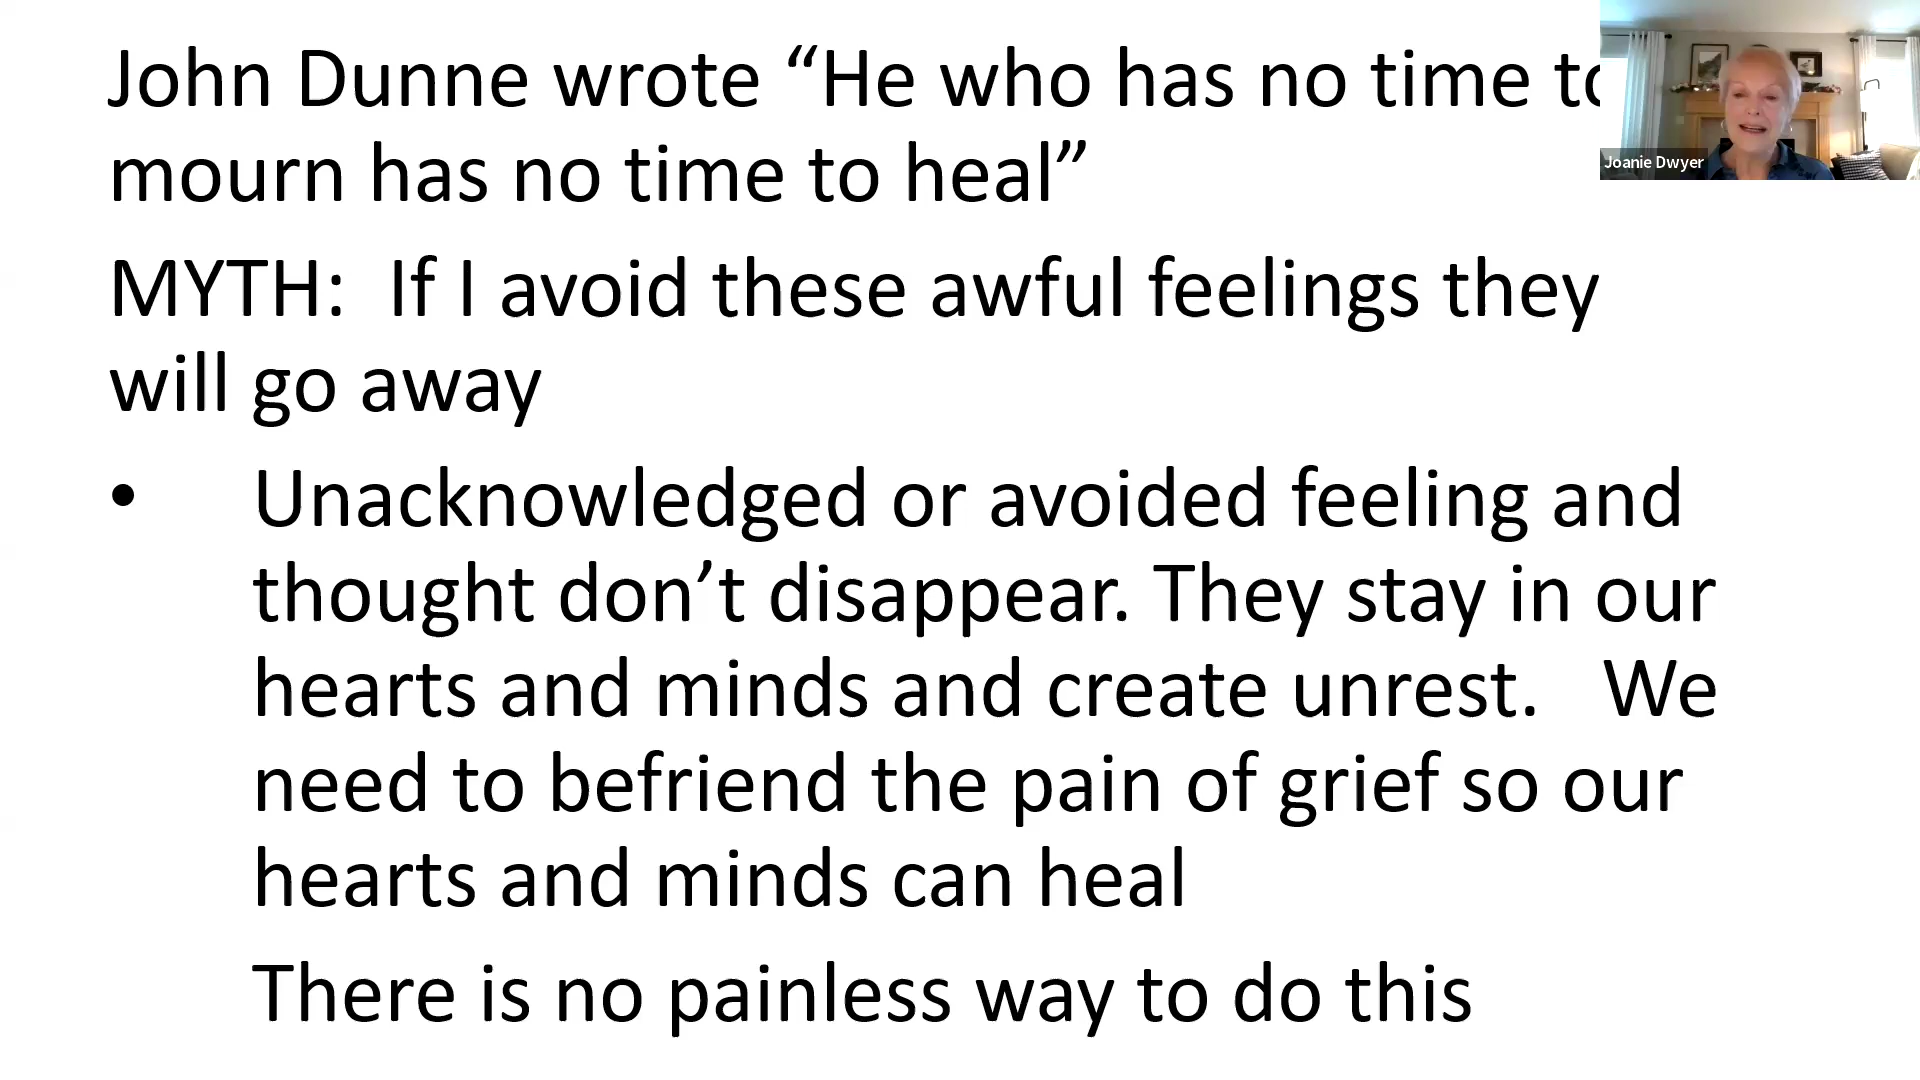 John Dunne wrote “He who has no time to
mourn has no time to heal”
MYTH:  If I avoid these awful feelings they
will go away
• Unacknowledged or avoided feeling and
thought don’t disappear. They stay in our
hearts and minds and create unrest.   We
need to befriend the pain of grief so our
hearts and minds can heal
There is no painless way to do this
Joanie Dwyer